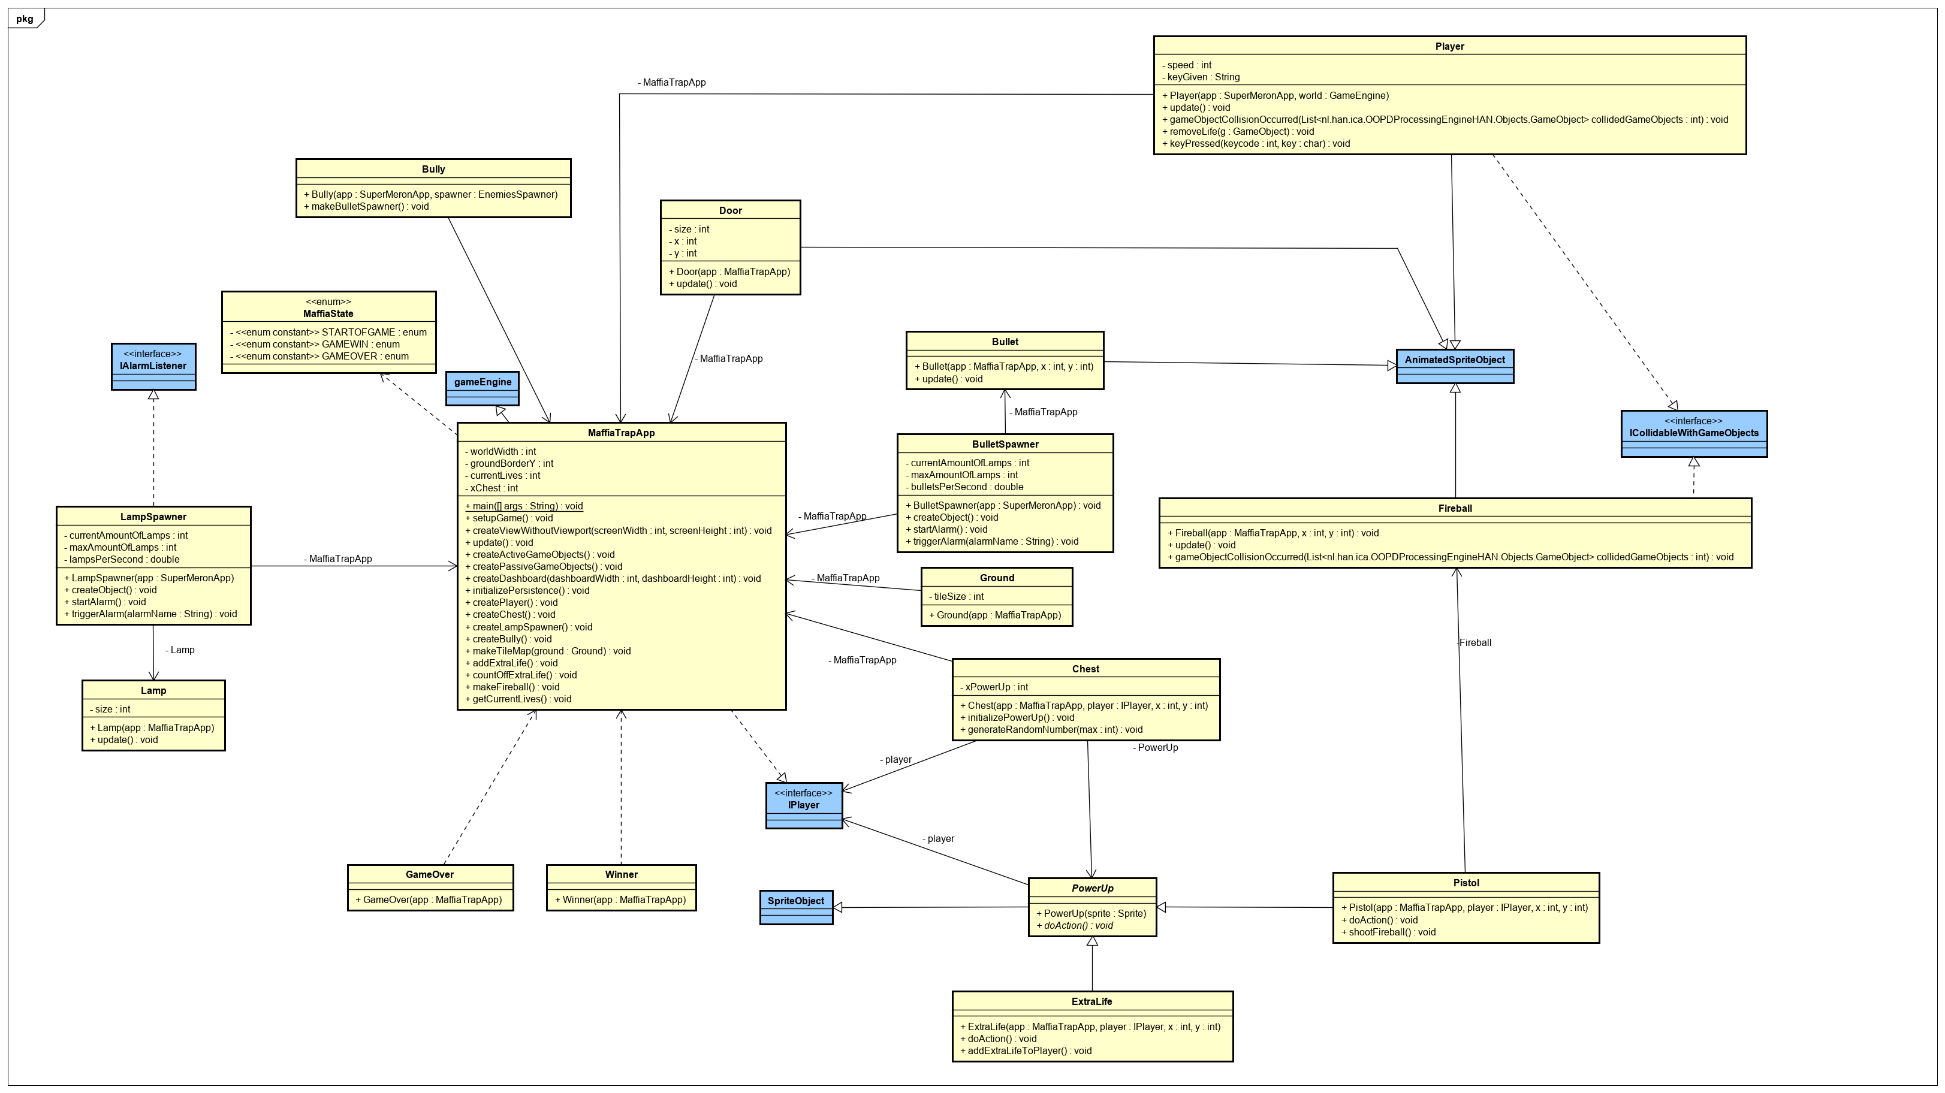 pkg
Player
- speed : int
- keyGiven : String
+ Player(app : SuperMeronApp, world : GameEngine)
+ update() : void
+ gameObjectCollisionOccurred(List<nl.han.ica.OOPDProcessingEngineHAN.Objects.GameObject> collidedGameObjects : int) : void
+ removeLife(g : GameObject) : void
+ keyPressed(keycode : int, key : char) : void
- MaffiaTrapApp
Bully
+ Bully(app : SuperMeronApp, spawner : EnemiesSpawner)
+ makeBulletSpawner() : void
Door
- size : int
- x : int
- y : int
+ Door(app : MaffiaTrapApp)
+ update() : void
- MaffiaTrapApp
<<enum>>
MaffiaState
- <<enum constant>> STARTOFGAME : enum
- <<enum constant>> GAMEWIN : enum
- <<enum constant>> GAMEOVER : enum
<<interface>>
IAlarmListener
gameEngine
Bullet
+ Bullet(app : MaffiaTrapApp, x : int, y : int)
+ update() : void
- MaffiaTrapApp
AnimatedSpriteObject
<<interface>>
ICollidableWithGameObjects
MaffiaTrapApp
- worldWidth : int
- groundBorderY : int
- currentLives : int
- xChest : int
+ main([] args : String) : void
+ setupGame() : void
+ createViewWithoutViewport(screenWidth : int, screenHeight : int) : void
+ update() : void
+ createActiveGameObjects() : void
+ createPassiveGameObjects() : void
+ createDashboard(dashboardWidth : int, dashboardHeight : int) : void
+ initializePersistence() : void
+ createPlayer() : void
+ createChest() : void
+ createLampSpawner() : void
+ createBully() : void
+ makeTileMap(ground : Ground) : void
+ addExtraLife() : void
+ countOffExtraLife() : void
+ makeFireball() : void
+ getCurrentLives() : void
BulletSpawner
- currentAmountOfLamps : int
- maxAmountOfLamps : int
- bulletsPerSecond : double
+ BulletSpawner(app : SuperMeronApp) : void
+ createObject() : void
+ startAlarm() : void
+ triggerAlarm(alarmName : String) : void
- MaffiaTrapApp
Fireball
+ Fireball(app : MaffiaTrapApp, x : int, y : int) : void
+ update() : void
+ gameObjectCollisionOccurred(List<nl.han.ica.OOPDProcessingEngineHAN.Objects.GameObject> collidedGameObjects : int) : void
LampSpawner
- currentAmountOfLamps : int
- maxAmountOfLamps : int
- lampsPerSecond : double
+ LampSpawner(app : SuperMeronApp)
+ createObject() : void
+ startAlarm() : void
+ triggerAlarm(alarmName : String) : void
- MaffiaTrapApp
- Lamp
Ground
- tileSize : int
+ Ground(app : MaffiaTrapApp)
- MaffiaTrapApp
- MaffiaTrapApp
Chest
- xPowerUp : int
+ Chest(app : MaffiaTrapApp, player : IPlayer, x : int, y : int)
+ initializePowerUp() : void
+ generateRandomNumber(max : int) : void
-Fireball
Lamp
- size : int
+ Lamp(app : MaffiaTrapApp)
+ update() : void
- player
- PowerUp
<<interface>>
IPlayer
- player
GameOver
+ GameOver(app : MaffiaTrapApp)
Winner
+ Winner(app : MaffiaTrapApp)
SpriteObject
PowerUp
+ PowerUp(sprite : Sprite)
+ doAction() : void
Pistol
+ Pistol(app : MaffiaTrapApp, player : IPlayer, x : int, y : int)
+ doAction() : void
+ shootFireball() : void
ExtraLife
+ ExtraLife(app : MaffiaTrapApp, player : IPlayer, x : int, y : int)
+ doAction() : void
+ addExtraLifeToPlayer() : void